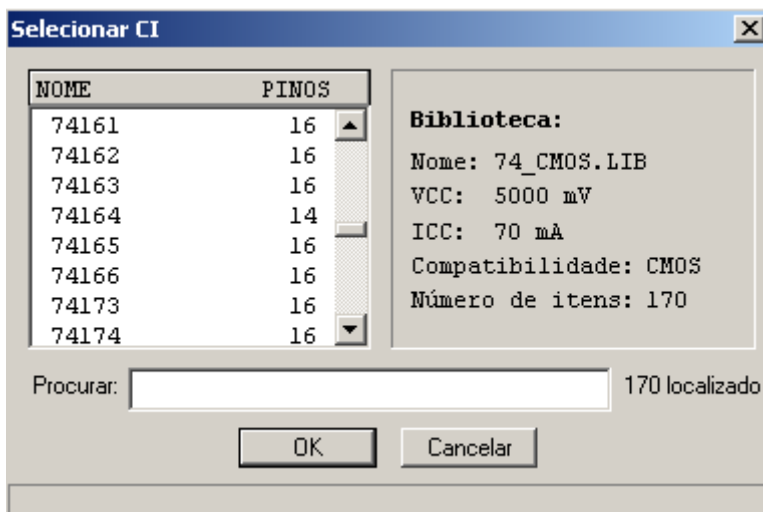 Selecionar CI
NOME PINOS
74161 16
74162 16
74163 16
74164 14
74165 16
74166 16
74173 16
74174 16
Biblioteca:
Nome: 74_CMOS.LIB
VCC: 5000 mV
ICC: 70 mA
Compatibilidade: CMOS
Número de itens: 170
Procurar: 170 localizado
OK Cancelar